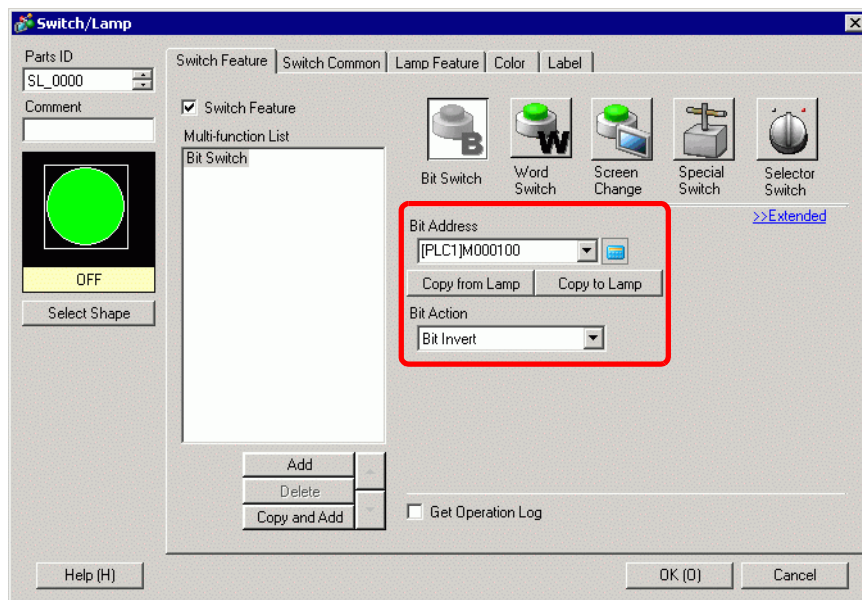 Switch/Lamp
Parts ID
SL_0000
Comment
OFF
Select Shape
Switch Feature
Switch Common
Lamp Feature
Color
Label
Switch Feature
Multi-function List
Bit Switch
Add
Delete
Copy and Add
B
W
Bit Switch
Word
Switch
Screen
Change
Special
Switch
Selector
Switch
>>Extended
Bit Address
[PLC1]M000100
Copy from Lamp
Copy to Lamp
Bit Action
Bit Invert
Get Operation Log
Help (H)
OK (O)
Cancel